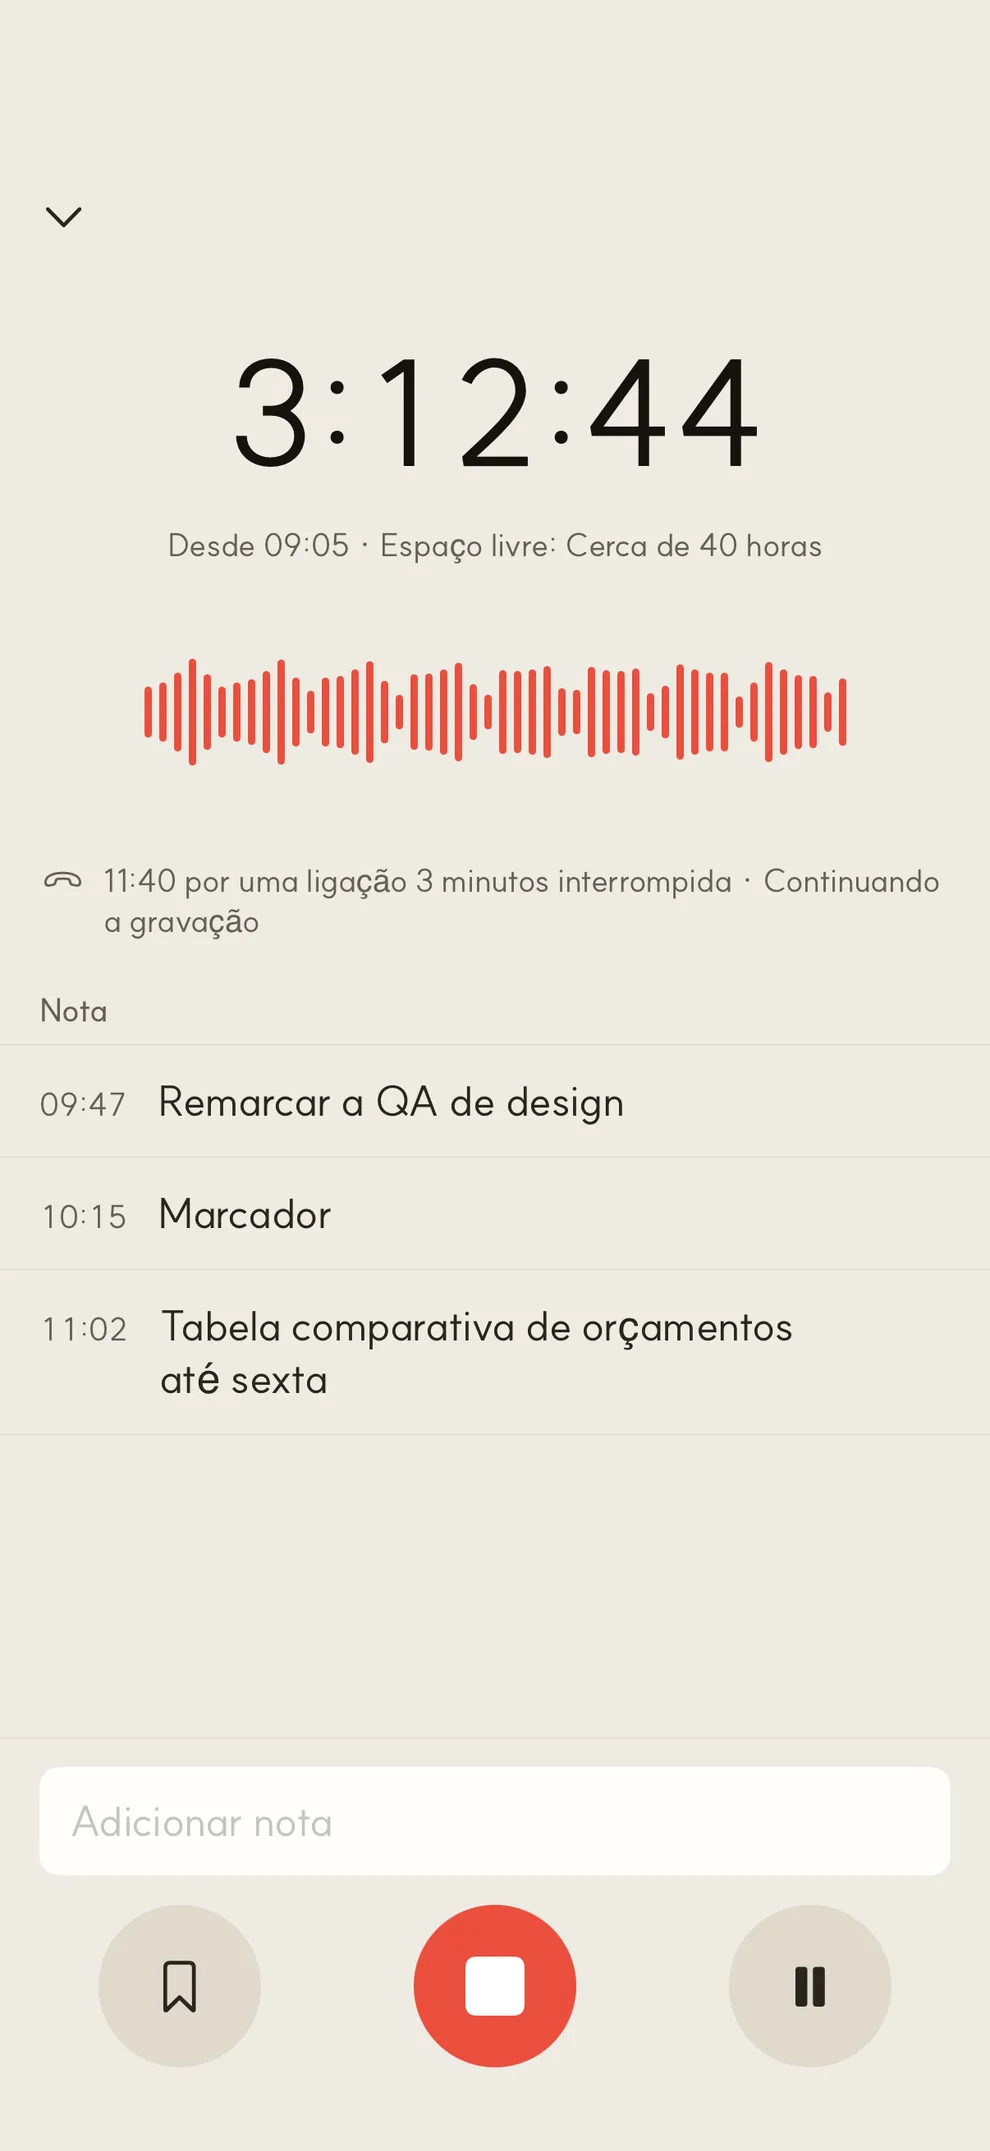 3:12:44
Desde 09:05 · Espaço livre: Cerca de 40 horas
11:40 por uma ligação 3 minutos interrompida · Continuando
a gravação
Nota
09:47 Remarcar a QA de design
10:15 Marcador
11:02 Tabela comparativa de orçamentos
até sexta
Adicionar nota